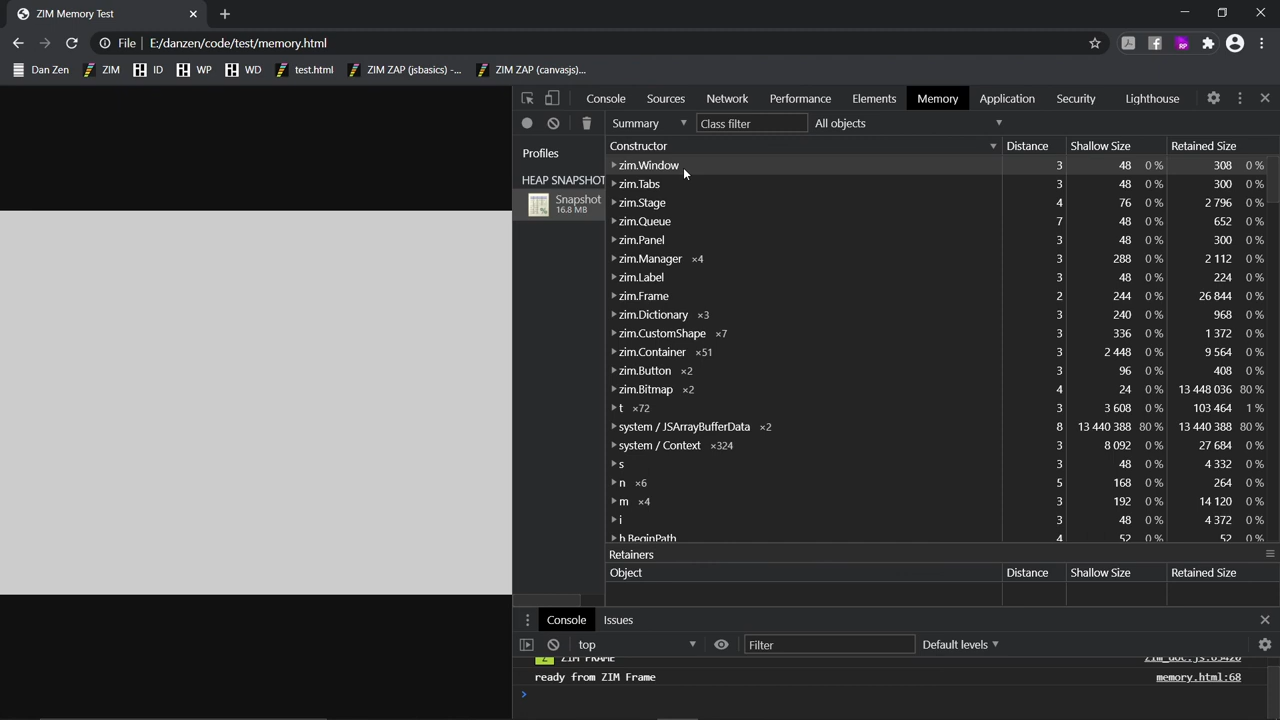 ZIM Memory Test
File E:/danzen/code/test/memory.html
Dan Zen ZIM ID WP WD test.html ZIM ZAP (jsbasics) -... ZIM ZAP (canvasjs)...
Console Sources Network Performance Elements Memory Application Security Lighthouse
Summary Class filter All objects
Profiles
HEAP SNAPSHOT
Snapshot
16.8 MB
Constructor Distance Shallow Size Retained Size
zim.Window 3 48 0 % 308 0 %
zim.Tabs 3 48 0 % 300 0 %
zim.Stage 4 76 0 % 2 796 0 %
zim.Queue 7 48 0 % 652 0 %
zim.Panel 3 48 0 % 300 0 %
zim.Manager ×4 3 288 0 % 2 112 0 %
zim.Label 3 48 0 % 224 0 %
zim.Frame 2 244 0 % 26 844 0 %
zim.Dictionary ×3 3 240 0 % 968 0 %
zim.CustomShape ×7 3 336 0 % 1 372 0 %
zim.Container ×51 3 2 448 0 % 9 564 0 %
zim.Button ×2 3 96 0 % 408 0 %
zim.Bitmap ×2 4 24 0 % 13 448 036 80 %
t ×72 3 3 608 0 % 103 464 1 %
system / JSArrayBufferData ×2 8 13 440 388 80 % 13 440 388 80 %
system / Context ×324 3 8 092 0 % 27 684 0 %
s 3 48 0 % 4 332 0 %
n ×6 5 168 0 % 264 0 %
m ×4 3 192 0 % 14 120 0 %
i 3 48 0 % 4 372 0 %
h.BeginPath 4 52 0 % 52 0 %
Retainers
Object Distance Shallow Size Retained Size
Console Issues
top Filter Default levels
ZIM FRAME
ready from ZIM Frame memory.html:68